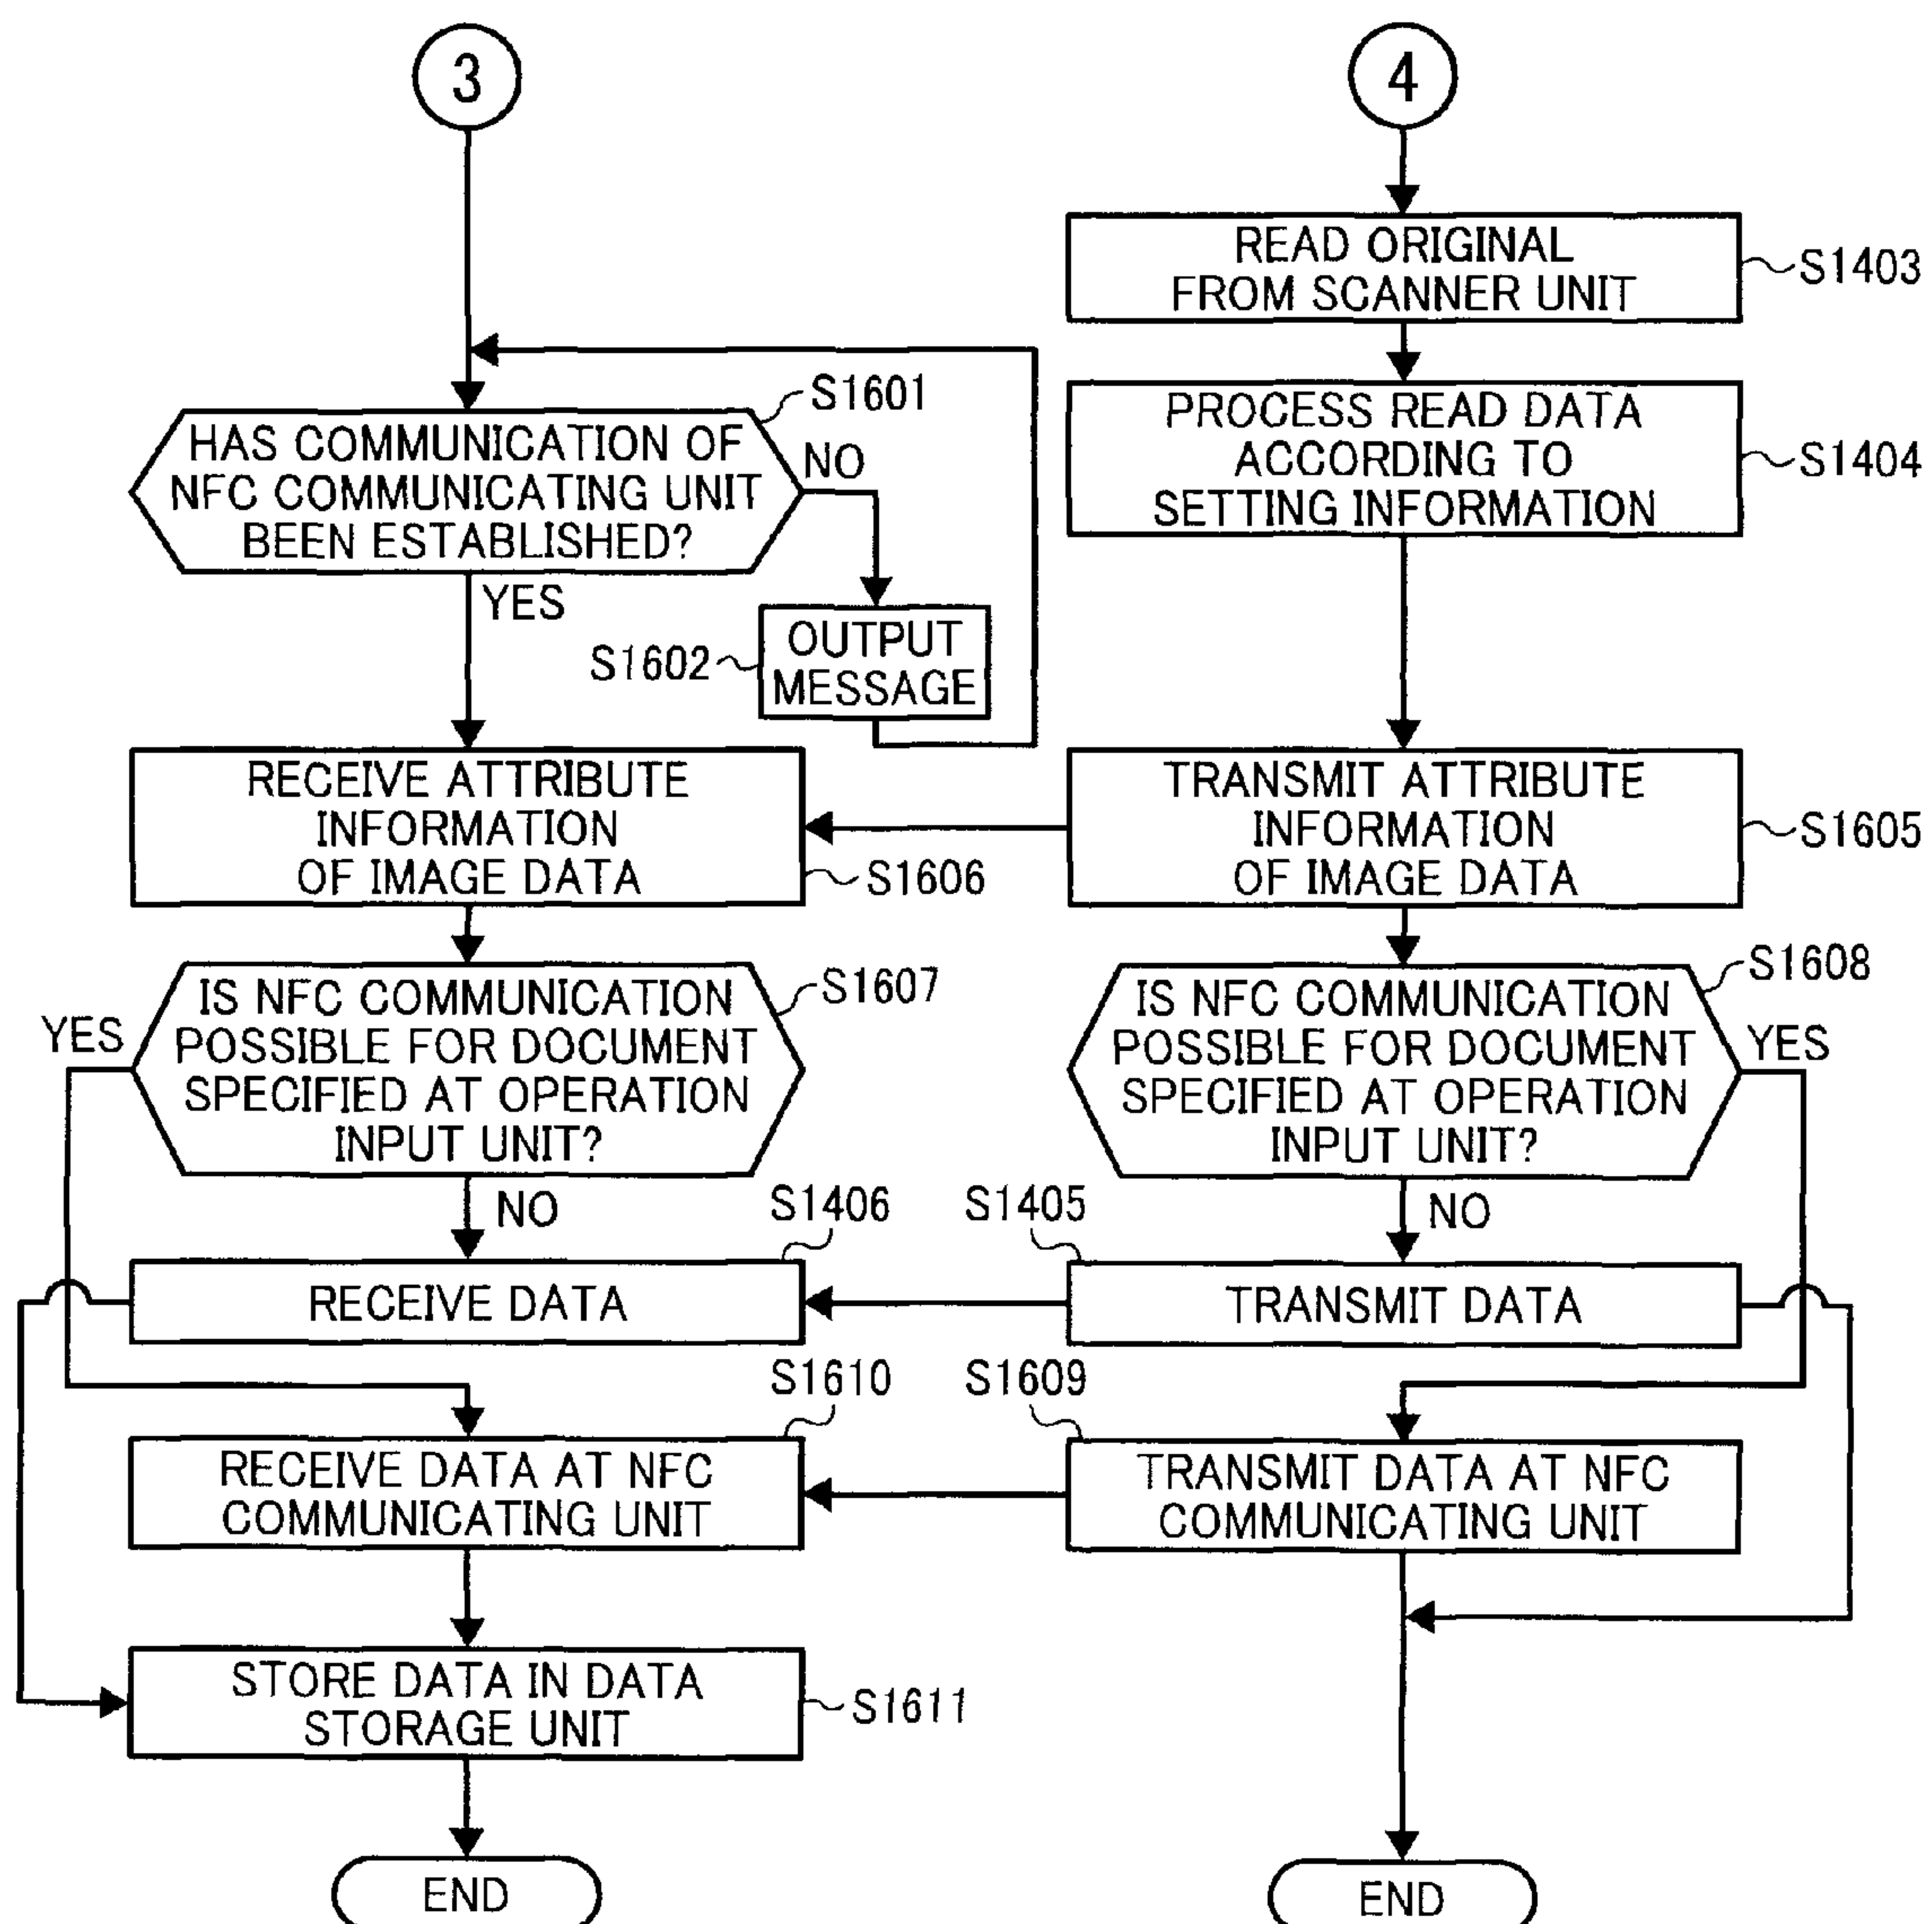 3
4
READ ORIGINAL
FROM SCANNER UNIT
S1403
S1601
PROCESS READ DATA
ACCORDING TO
SETTING INFORMATION
S1404
HAS COMMUNICATION OF
NFC COMMUNICATING UNIT
BEEN ESTABLISHED?
NO
YES
S1602
OUTPUT
MESSAGE
RECEIVE ATTRIBUTE
INFORMATION
OF IMAGE DATA
S1606
TRANSMIT ATTRIBUTE
INFORMATION
OF IMAGE DATA
S1605
IS NFC COMMUNICATION
POSSIBLE FOR DOCUMENT
SPECIFIED AT OPERATION
INPUT UNIT?
S1607
YES
NO
IS NFC COMMUNICATION
POSSIBLE FOR DOCUMENT
SPECIFIED AT OPERATION
INPUT UNIT?
S1608
YES
NO
S1406
S1405
RECEIVE DATA
TRANSMIT DATA
S1610
S1609
RECEIVE DATA AT NFC
COMMUNICATING UNIT
TRANSMIT DATA AT NFC
COMMUNICATING UNIT
STORE DATA IN DATA
STORAGE UNIT
S1611
END
END